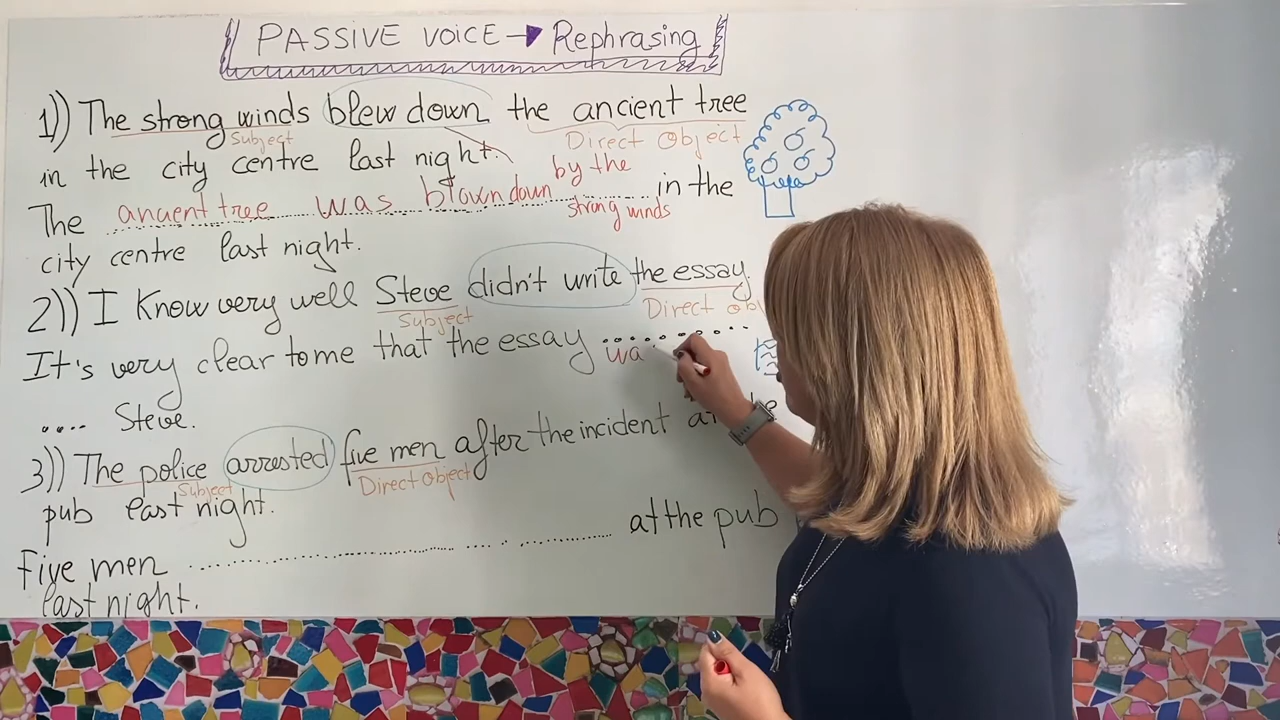 PASSIVE VOICE → Rephrasing
1)) The strong winds blew down the ancient tree
Subject Direct Object
in the city centre last night.
by the
The ancient tree was blown down in the
strong winds
city centre last night.
2)) I know very well Steve didn't write the essay.
Subject Direct obj
It's very clear to me that the essay ..........
wa
.... Steve.
3)) The police arrested five men after the incident at the
Subject Direct object
pub last night.
Five men .......... at the pub
last night.